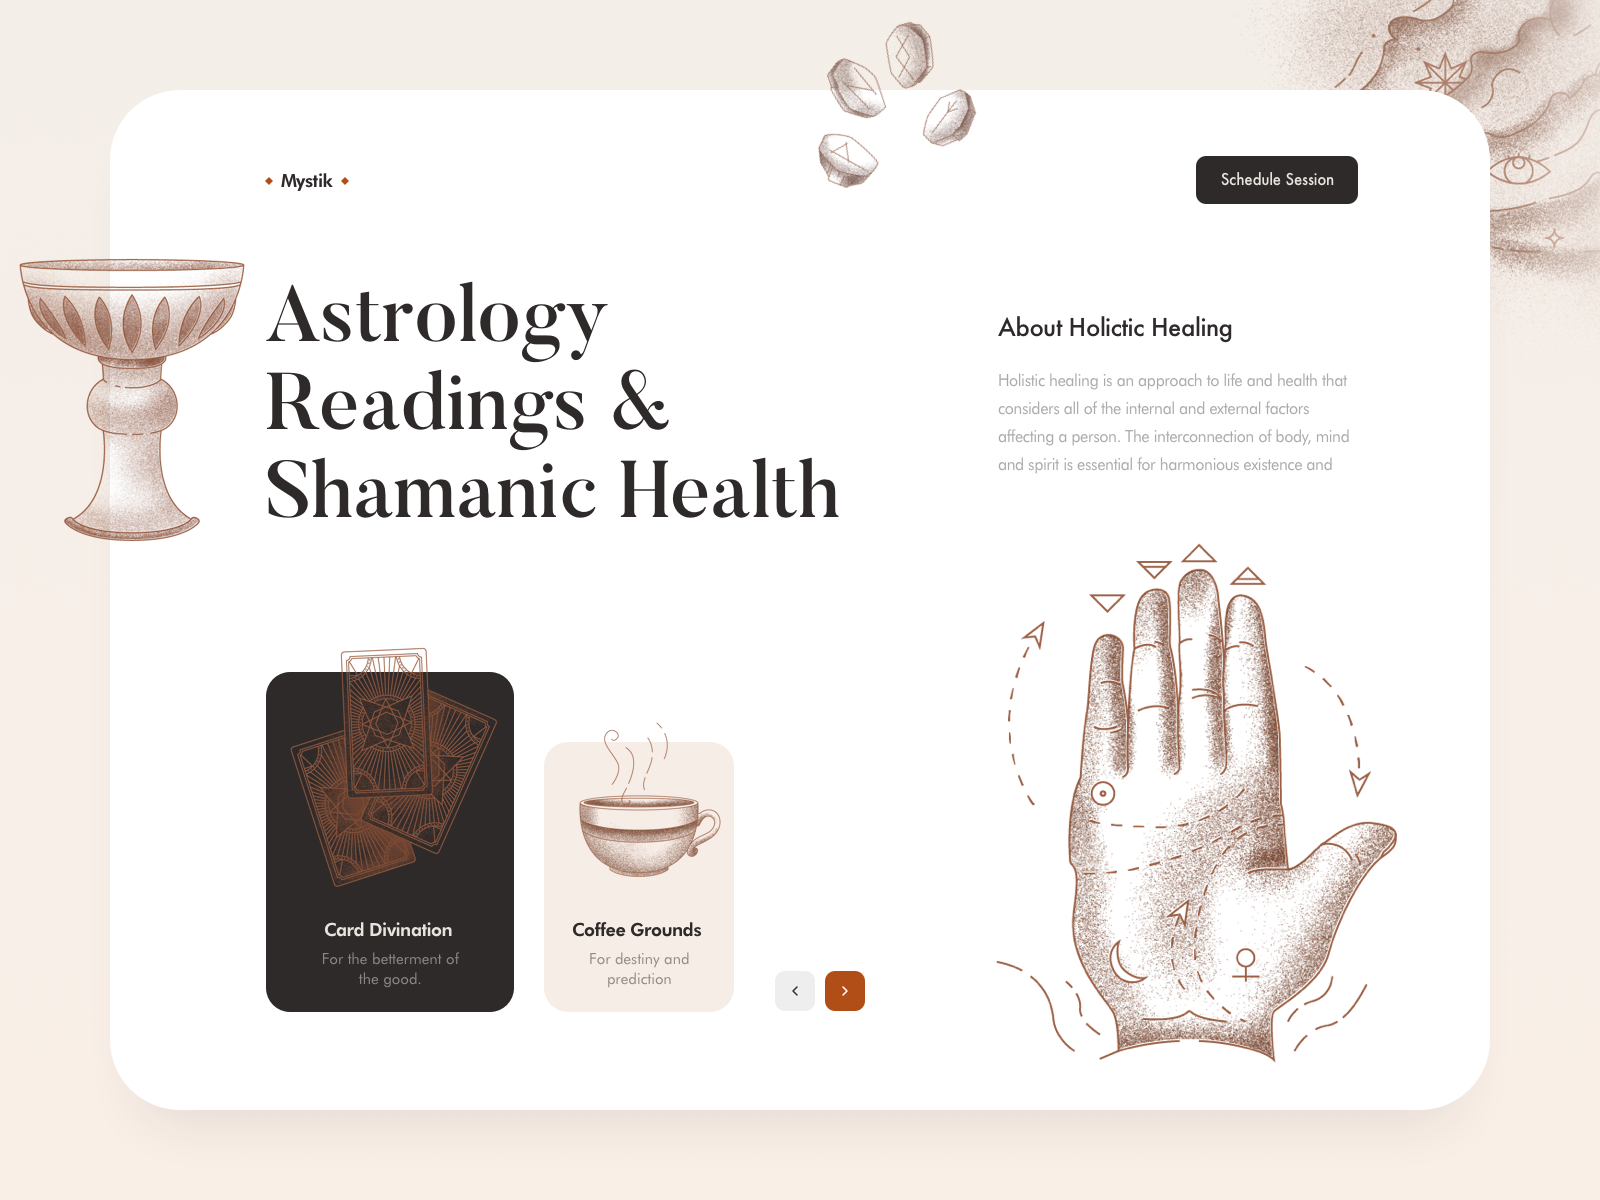 Mystik
Schedule Session
Astrology
Readings &
Shamanic Health
About Holictic Healing
Holistic healing is an approach to life and health that
considers all of the internal and external factors
affecting a person. The interconnection of body, mind
and spirit is essential for harmonious existence and
Card Divination
For the betterment of
the good.
Coffee Grounds
For destiny and
prediction